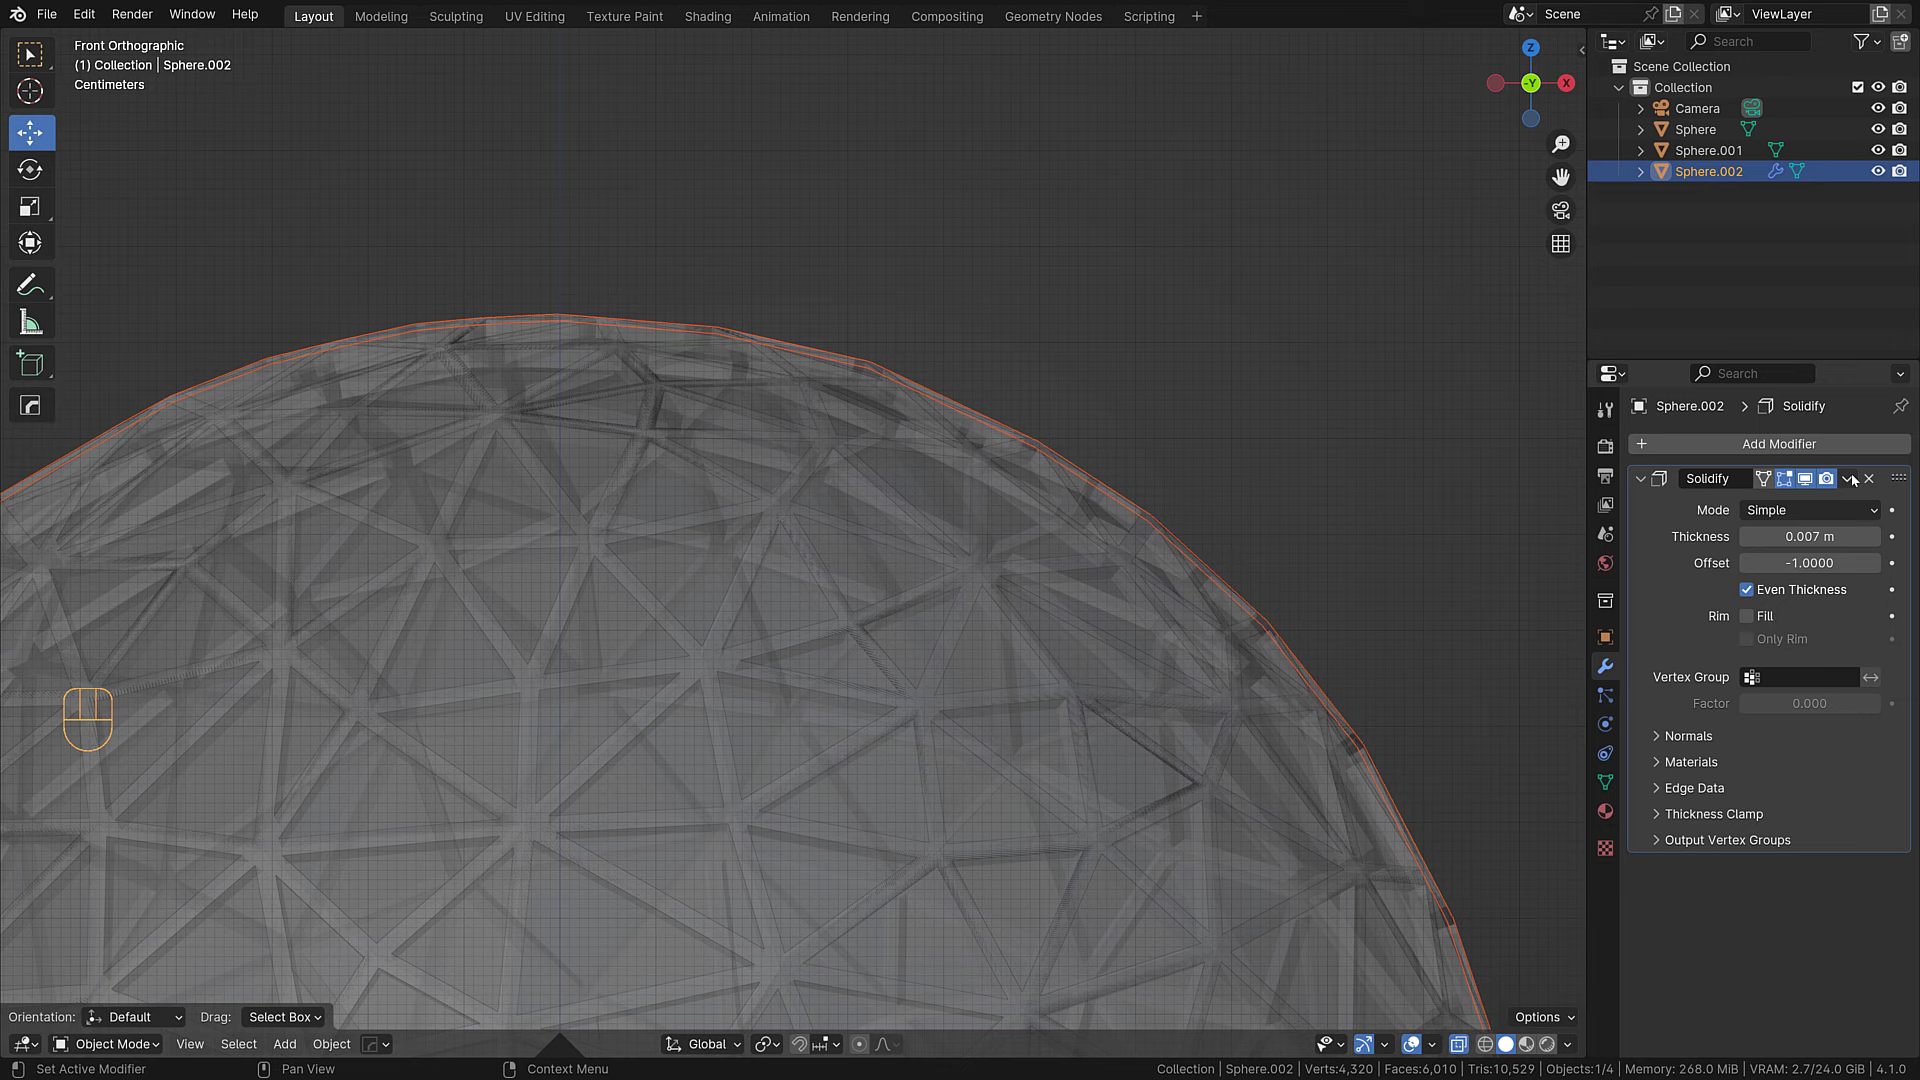 File Edit Render Window Help Layout Modeling Sculpting UV Editing Texture Paint Shading Animation Rendering Compositing Geometry Nodes Scripting + Scene ViewLayer
Front Orthographic
(1) Collection | Sphere.002
Centimeters
Z
-Y
X
Search
Scene Collection
Collection
Camera
Sphere
Sphere.001
Sphere.002
Search
Sphere.002 > Solidify
+ Add Modifier
Solidify
Mode Simple
Thickness 0.007 m
Offset -1.0000
Even Thickness
Rim Fill
Only Rim
Vertex Group
Factor 0.000
Normals
Materials
Edge Data
Thickness Clamp
Output Vertex Groups
Orientation: Default Drag: Select Box Options
Object Mode View Select Add Object Global
Set Active Modifier Pan View Context Menu Collection | Sphere.002 | Verts:4,320 | Faces:6,010 | Tris:10,529 | Objects:1/4 | Memory: 268.0 MiB | VRAM: 2.7/24.0 GiB | 4.1.0